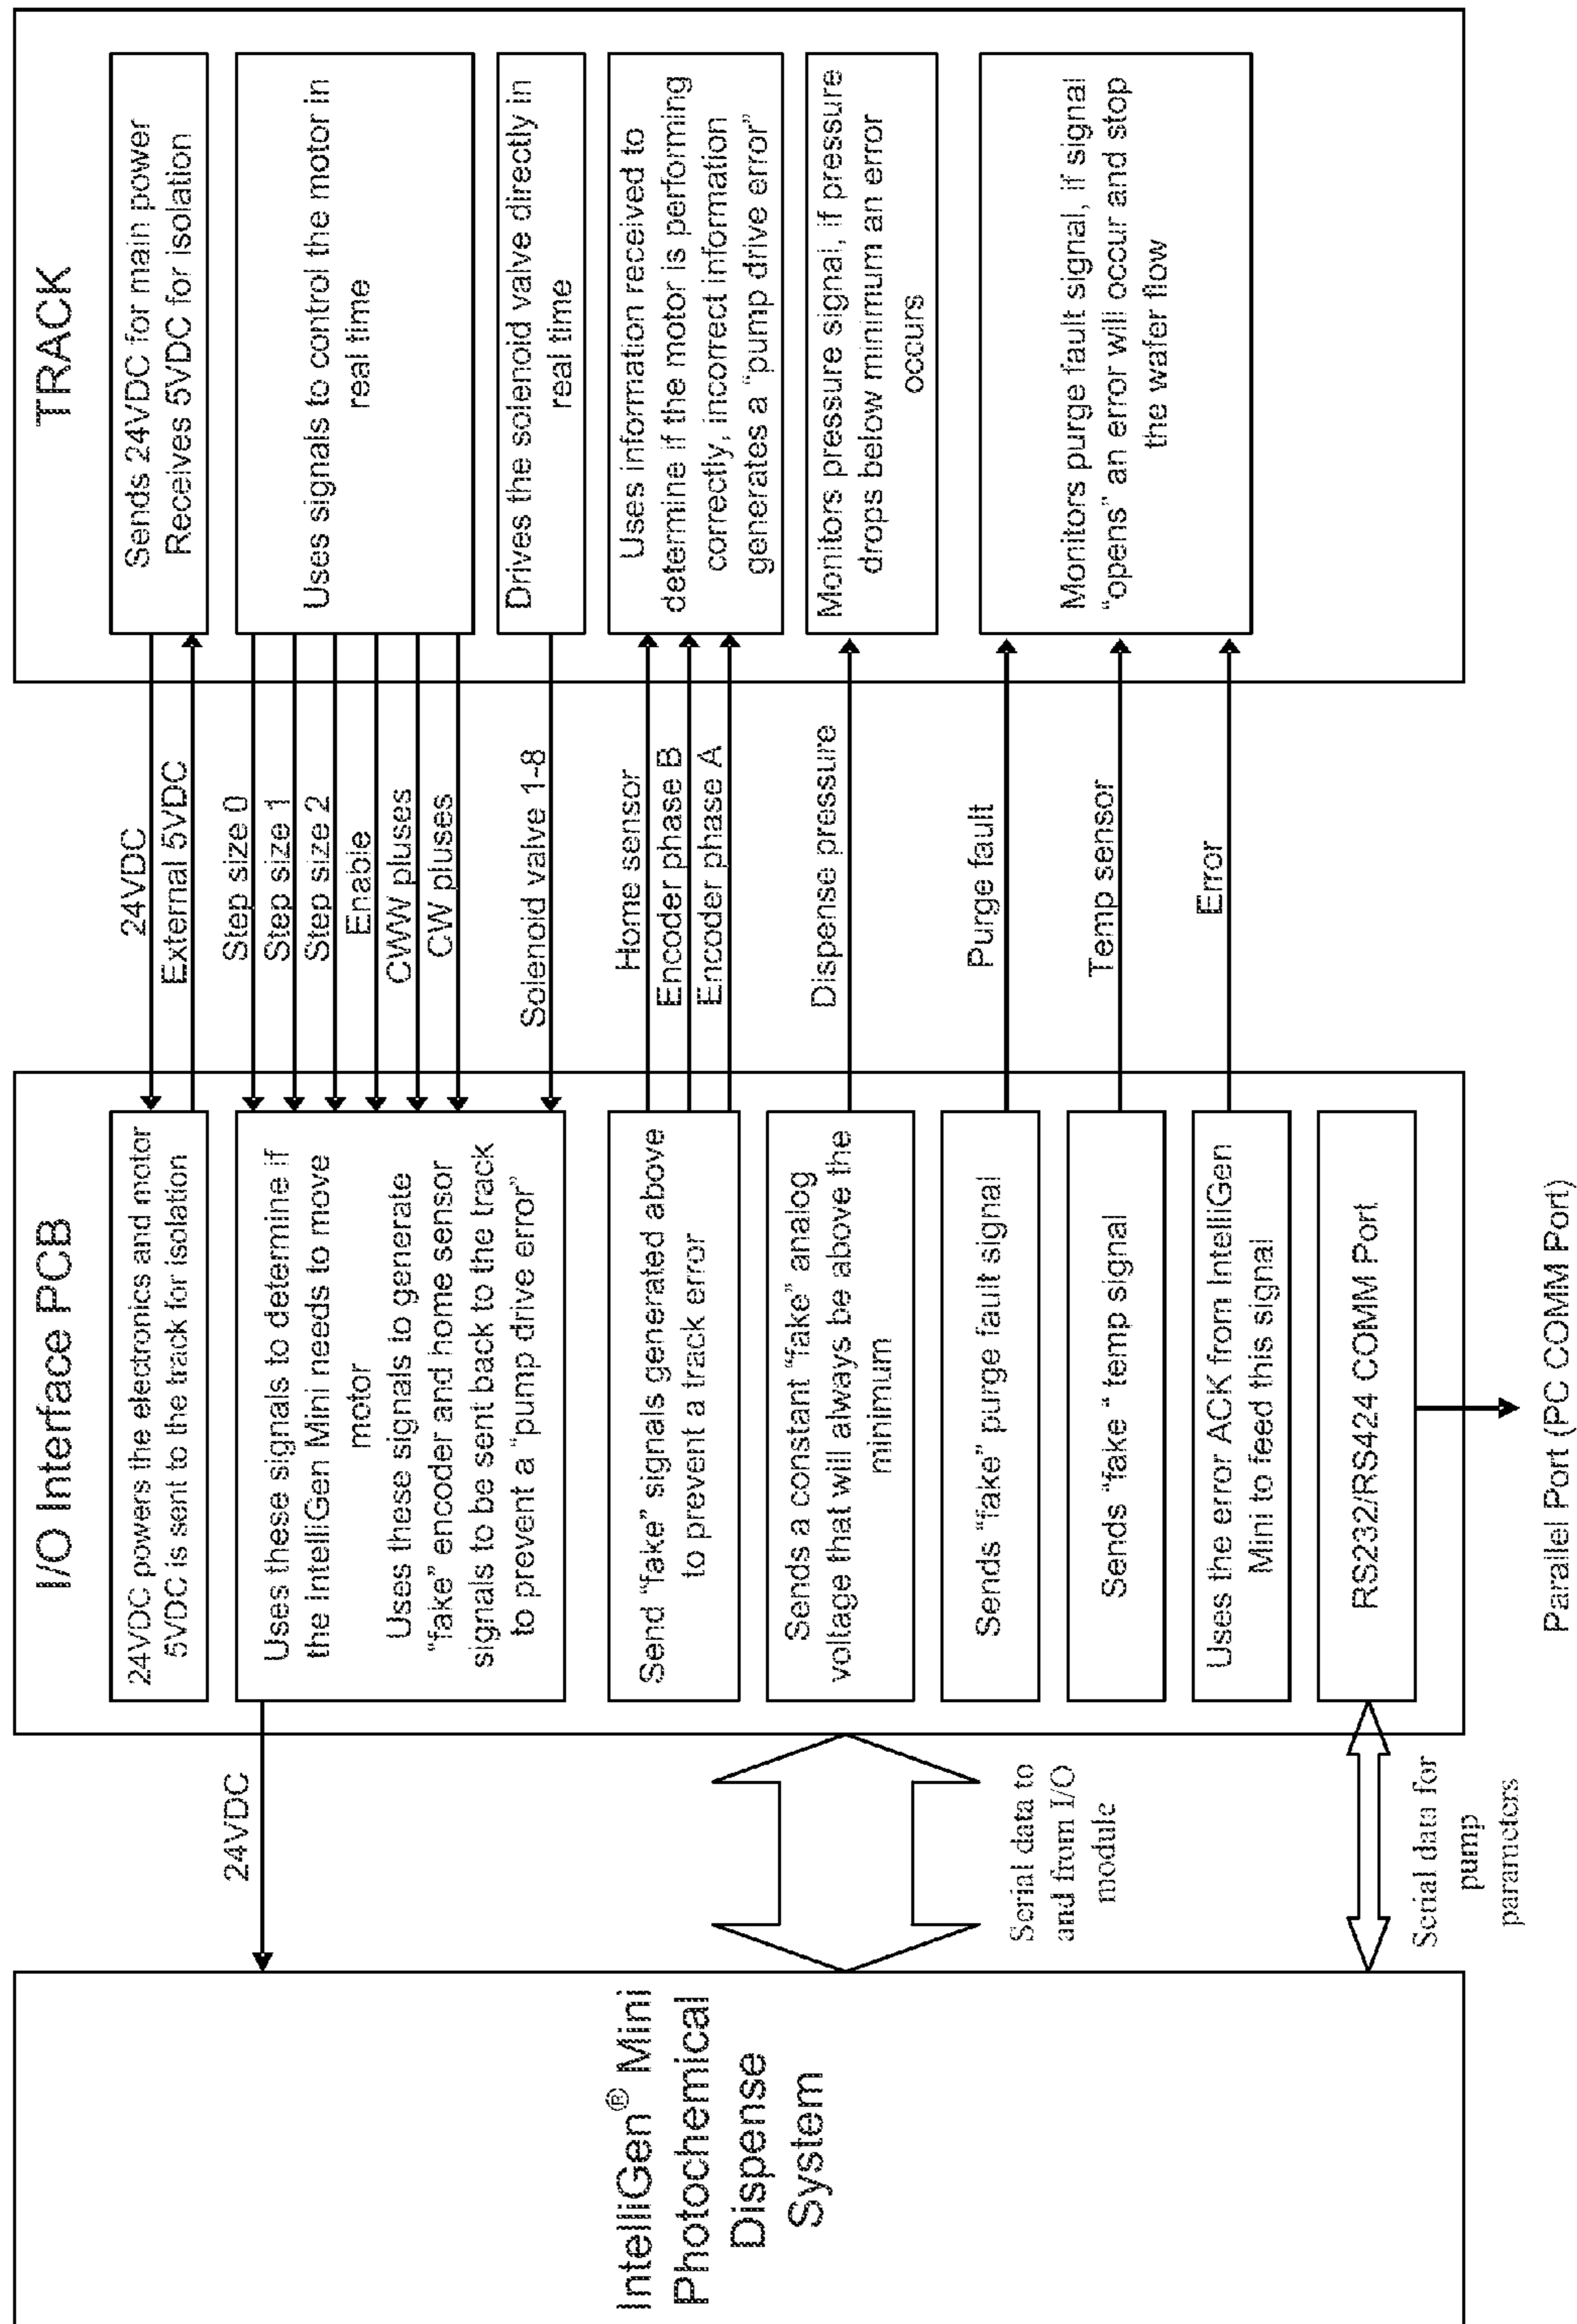 IntelliGen® Mini
Photochemical
Dispense
System
24VDC
Serial data to
and from I/O
module
Serial data for
pump
parameters
I/O Interface PCB
24VDC powers the electronics and motor
5VDC is sent to the track for isolation
Uses these signals to determine if
the IntelliGen Mini needs to move
motor
Uses these signals to generate
"fake" encoder and home sensor
signals to be sent back to the track
to prevent a "pump drive error"
Send "fake" signals generated above
to prevent a track error
Sends a constant "fake" analog
voltage that will always be above the
minimum
Sends "fake" purge fault signal
Sends "fake " temp signal
Uses the error ACK from IntelliGen
Mini to feed this signal
RS232/RS424 COMM Port
Parallel Port (PC COMM Port)
24VDC
External 5VDC
Step size 0
Step size 1
Step size 2
Enable
CWW pluses
CW pluses
Solenoid valve 1-8
Home sensor
Encoder phase B
Encoder phase A
Dispense pressure
Purge fault
Temp sensor
Error
TRACK
Sends 24VDC for main power
Receives 5VDC for isolation
Uses signals to control the motor in
real time
Drives the solenoid valve directly in
real time
Uses information received to
determine if the motor is performing
correctly, incorrect information
generates a "pump drive error"
Monitors pressure signal, if pressure
drops below minimum an error
occurs
Monitors purge fault signal, if signal
"opens" an error will occur and stop
the wafer flow